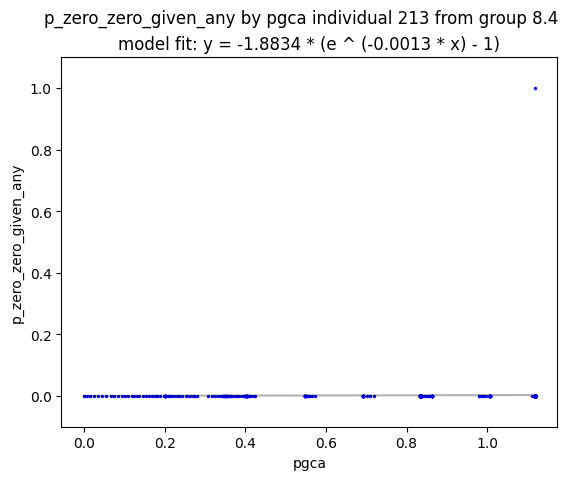 p_zero_zero_given_any by pgca individual 213 from group 8.4
model fit: y = -1.8834 * (e ^ (-0.0013 * x) - 1)
1.0
0.8
0.6
0.4
0.2
0.0
p_zero_zero_given_any
0.0 0.2 0.4 0.6 0.8 1.0
pgca